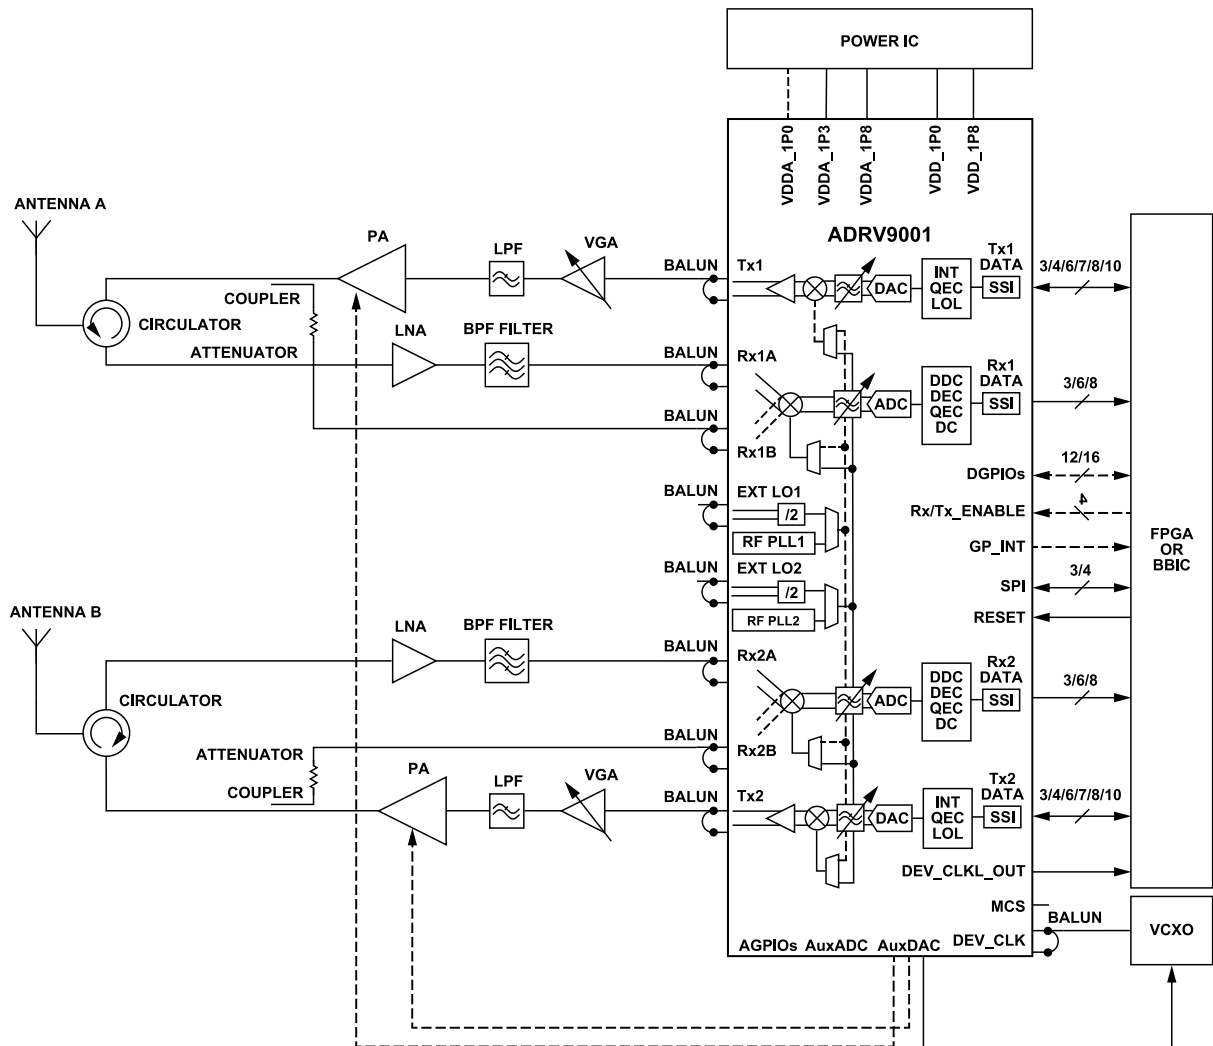 POWER IC
VDDA_1P0
VDDA_1P3
VDDA_1P8
VDD_1P0
VDD_1P8
ANTENNA A
PA
LPF
VGA
BALUN
Tx1
ADRV9001
Tx1
DATA
DAC
INT
QEC
LOL
SSI
3/4/6/7/8/10
COUPLER
CIRCULATOR
ATTENUATOR
LNA
BPF FILTER
BALUN
Rx1A
Rx1
DATA
ADC
DDC
DEC
QEC
DC
SSI
3/6/8
BALUN
Rx1B
DGPIOs
12/16
BALUN
EXT LO1
/2
RF PLL1
Rx/Tx_ENABLE
4
GP_INT
FPGA
OR
BBIC
BALUN
EXT LO2
/2
RF PLL2
SPI
3/4
RESET
ANTENNA B
LNA
BPF FILTER
BALUN
Rx2A
Rx2
DATA
ADC
DDC
DEC
QEC
DC
SSI
3/6/8
CIRCULATOR
ATTENUATOR
BALUN
Rx2B
COUPLER
PA
LPF
VGA
BALUN
Tx2
Tx2
DATA
DAC
INT
QEC
LOL
SSI
3/4/6/7/8/10
DEV_CLKL_OUT
MCS
BALUN
VCXO
AGPIOs AuxADC AuxDAC DEV_CLK